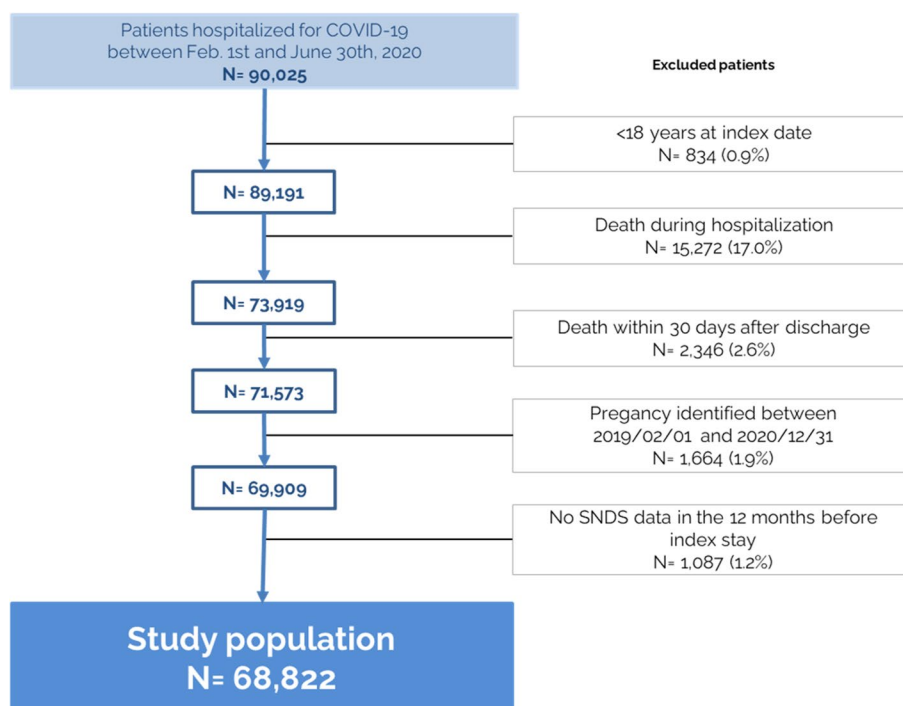 Patients hospitalized for COVID-19
between Feb. 1st and June 30th, 2020
N= 90,025
Excluded patients
<18 years at index date
N= 834 (0.9%)
N= 89,191
Death during hospitalization
N= 15,272 (17.0%)
N= 73,919
Death within 30 days after discharge
N= 2,346 (2.6%)
N= 71,573
Pregancy identified between
2019/02/01 and 2020/12/31
N= 1,664 (1.9%)
N= 69,909
No SNDS data in the 12 months before
index stay
N= 1,087 (1.2%)
Study population
N= 68,822